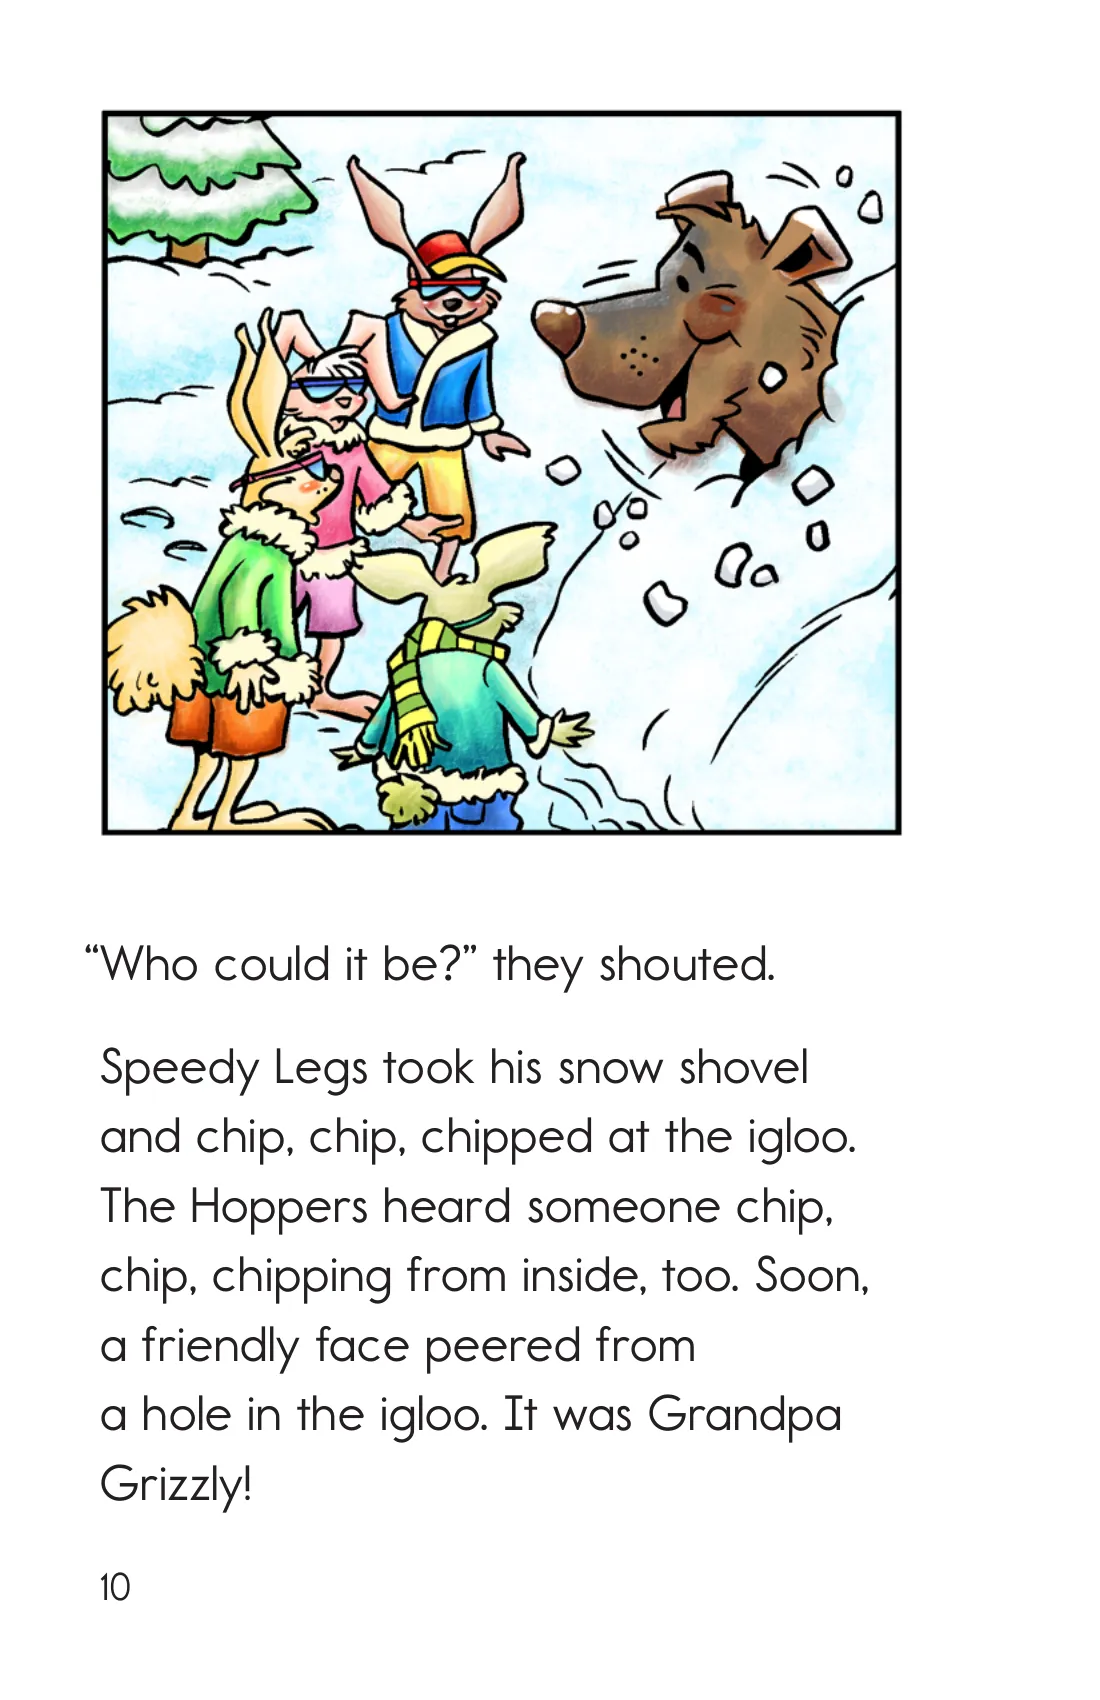 “Who could it be?” they shouted.
Speedy Legs took his snow shovel
and chip, chip, chipped at the igloo.
The Hoppers heard someone chip,
chip, chipping from inside, too. Soon,
a friendly face peered from
a hole in the igloo. It was Grandpa
Grizzly!
10